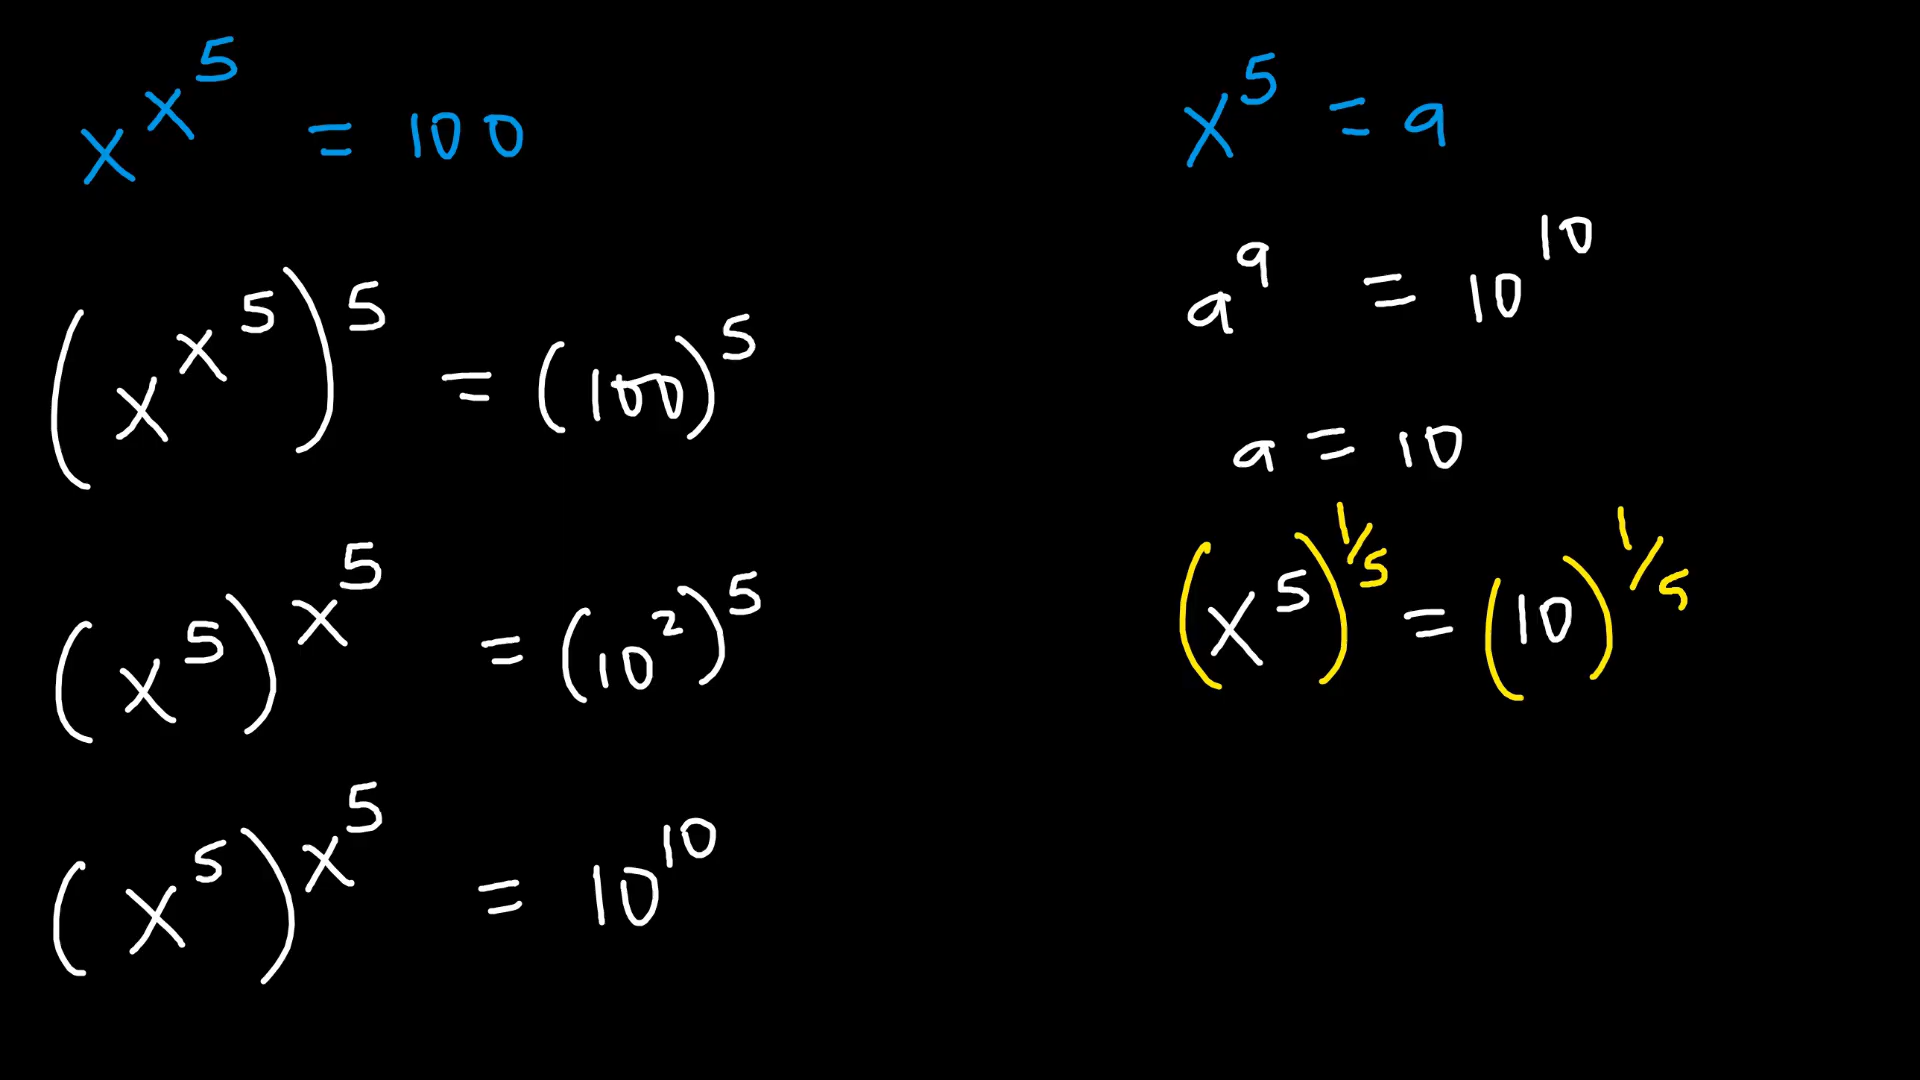 x^x^5 = 100
(x^x^5)^5 = (100)^5
(x^5)^x^5 = (10^2)^5
(x^5)^x^5 = 10^10
x^5 = a
a^a = 10^10
a = 10
(x^5)^1/5 = (10)^1/5